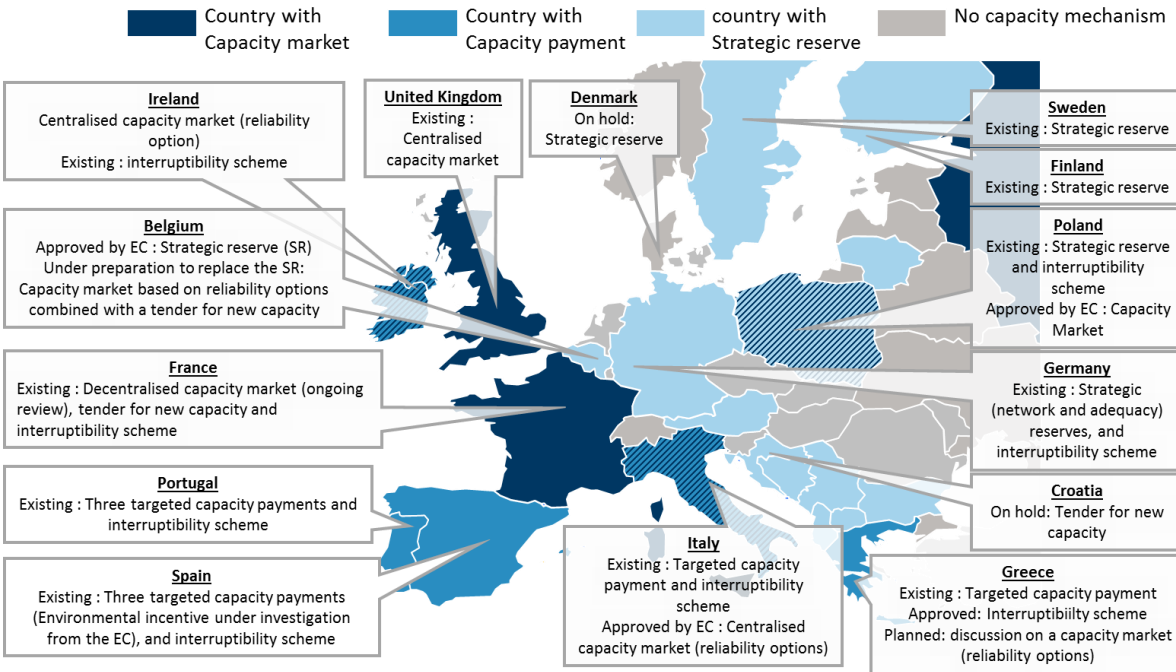 Country with
Capacity market
Country with
Capacity payment
country with
Strategic reserve
No capacity mechanism
Ireland
Centralised capacity market (reliability
option)
Existing : interruptibility scheme
United Kingdom
Existing :
Centralised
capacity market
Denmark
On hold:
Strategic reserve
Sweden
Existing : Strategic reserve
Finland
Existing : Strategic reserve
Belgium
Approved by EC : Strategic reserve (SR)
Under preparation to replace the SR:
Capacity market based on reliability options
combined with a tender for new capacity
Poland
Existing : Strategic reserve
and interruptibility
scheme
Approved by EC : Capacity
Market
France
Existing : Decentralised capacity market (ongoing
review), tender for new capacity and
interruptibility scheme
Germany
Existing : Strategic
(network and adequacy)
reserves, and
interruptibility scheme
Portugal
Existing : Three targeted capacity payments and
interruptibility scheme
Croatia
On hold: Tender for new
capacity
Spain
Existing : Three targeted capacity payments
(Environmental incentive under investigation
from the EC), and interruptibility scheme
Italy
Existing : Targeted capacity
payment and interruptibility
scheme
Approved by EC : Centralised
capacity market (reliability options)
Greece
Existing : Targeted capacity payment
Approved: Interruptibiilty scheme
Planned: discussion on a capacity market
(reliability options)